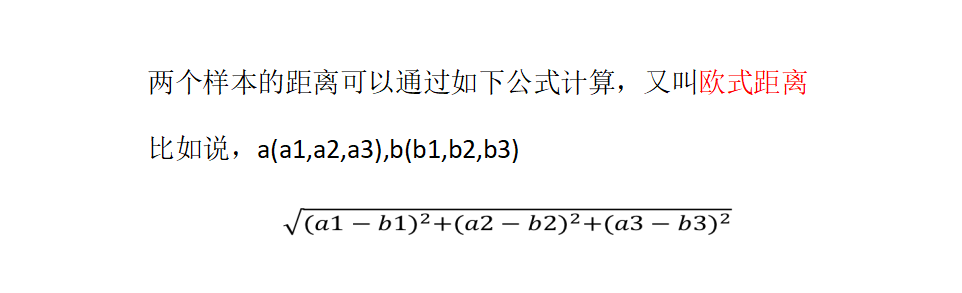 两个样本的距离可以通过如下公式计算，又叫欧式距离
比如说，a(a1,a2,a3),b(b1,b2,b3)
√(a1 − b1)²+(a2 − b2)²+(a3 − b3)²